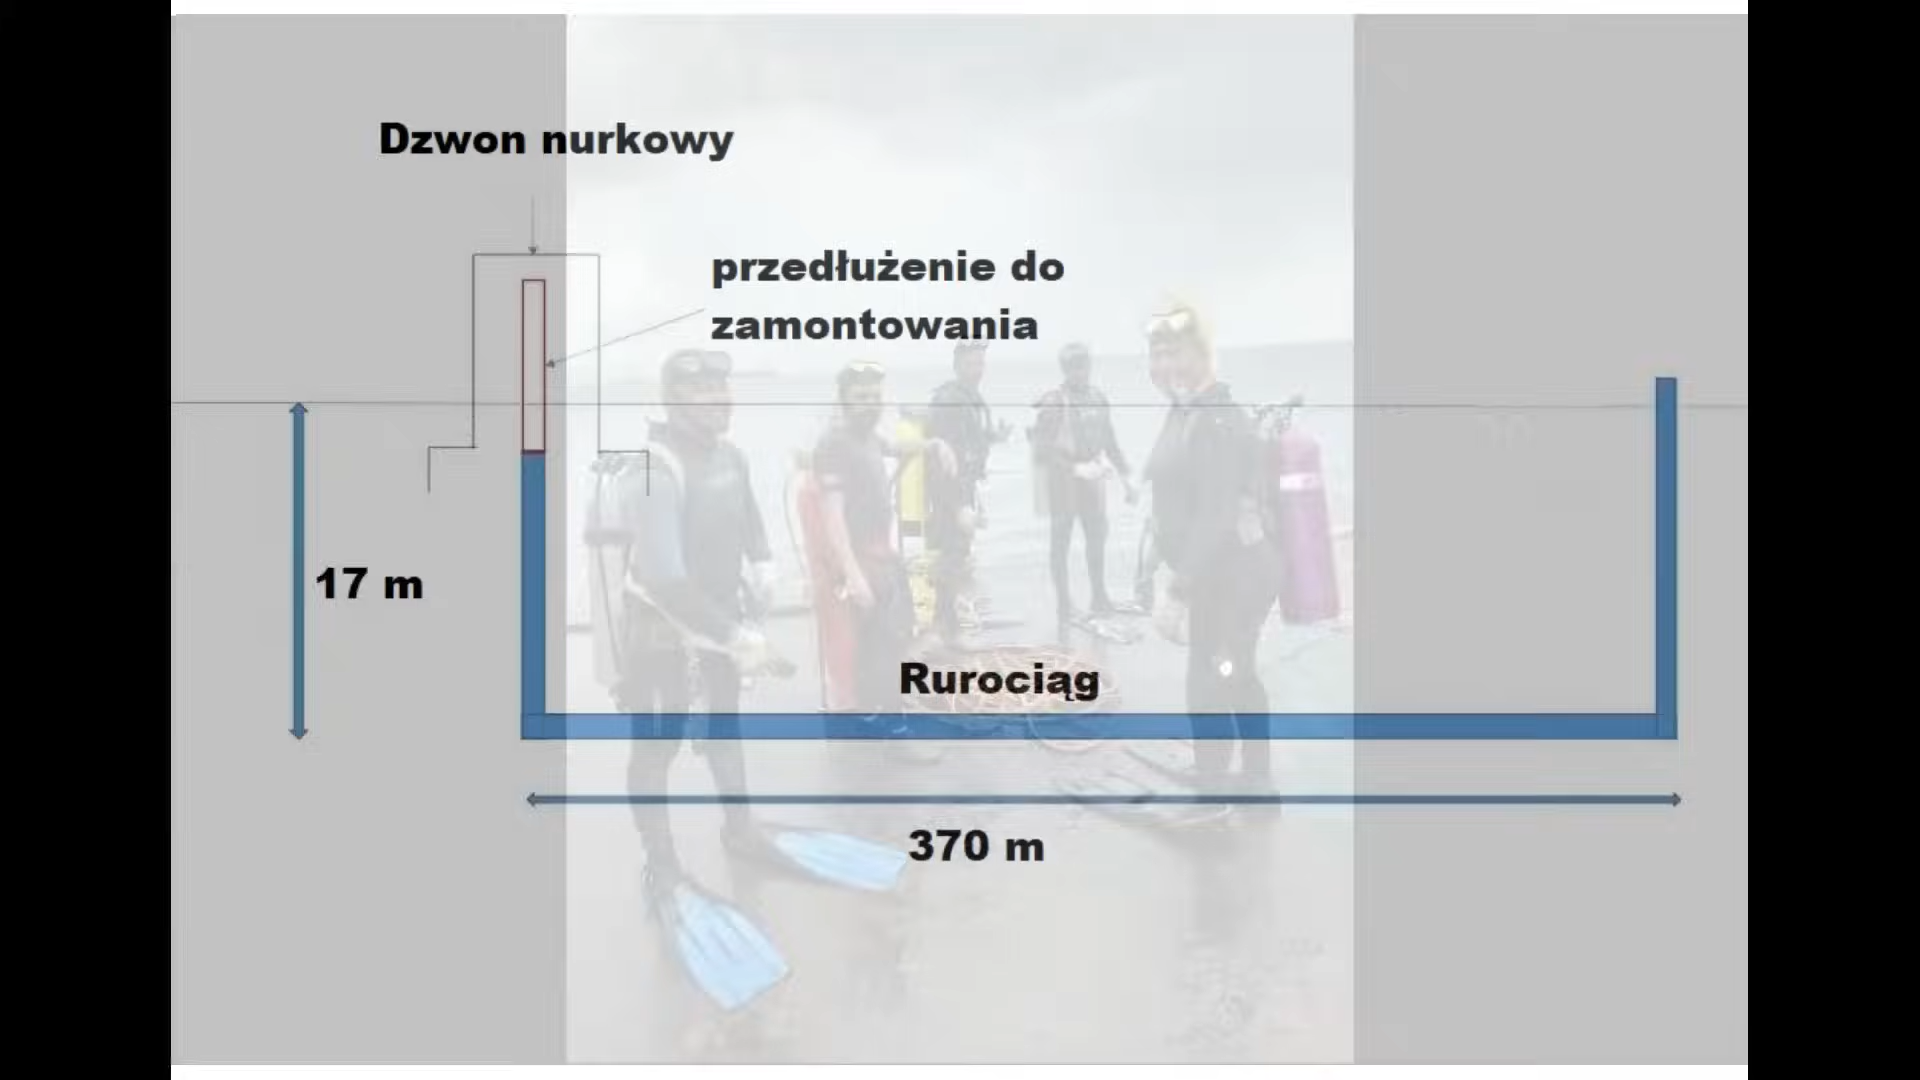 Dzwon nurkowy
przedłużenie do
zamontowania
17 m
Rurociąg
370 m